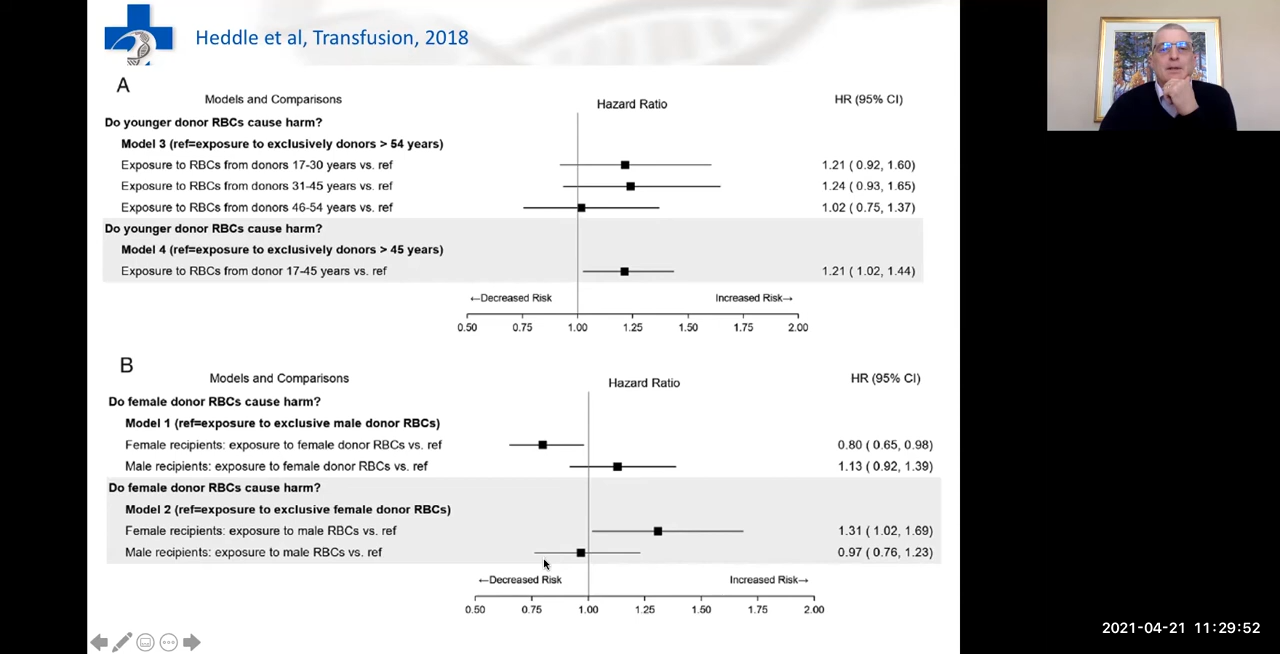 Heddle et al, Transfusion, 2018
A
Models and Comparisons Hazard Ratio HR (95% CI)
Do younger donor RBCs cause harm?
Model 3 (ref=exposure to exclusively donors > 54 years)
Exposure to RBCs from donors 17-30 years vs. ref 1.21 ( 0.92, 1.60)
Exposure to RBCs from donors 31-45 years vs. ref 1.24 ( 0.93, 1.65)
Exposure to RBCs from donors 46-54 years vs. ref 1.02 ( 0.75, 1.37)
Do younger donor RBCs cause harm?
Model 4 (ref=exposure to exclusively donors > 45 years)
Exposure to RBCs from donor 17-45 years vs. ref 1.21 ( 1.02, 1.44)
←Decreased Risk Increased Risk→
0.50 0.75 1.00 1.25 1.50 1.75 2.00
B
Models and Comparisons Hazard Ratio HR (95% CI)
Do female donor RBCs cause harm?
Model 1 (ref=exposure to exclusive male donor RBCs)
Female recipients: exposure to female donor RBCs vs. ref 0.80 ( 0.65, 0.98)
Male recipients: exposure to female donor RBCs vs. ref 1.13 ( 0.92, 1.39)
Do female donor RBCs cause harm?
Model 2 (ref=exposure to exclusive female donor RBCs)
Female recipients: exposure to male RBCs vs. ref 1.31 ( 1.02, 1.69)
Male recipients: exposure to male RBCs vs. ref 0.97 ( 0.76, 1.23)
←Decreased Risk Increased Risk→
0.50 0.75 1.00 1.25 1.50 1.75 2.00
2021-04-21 11:29:52